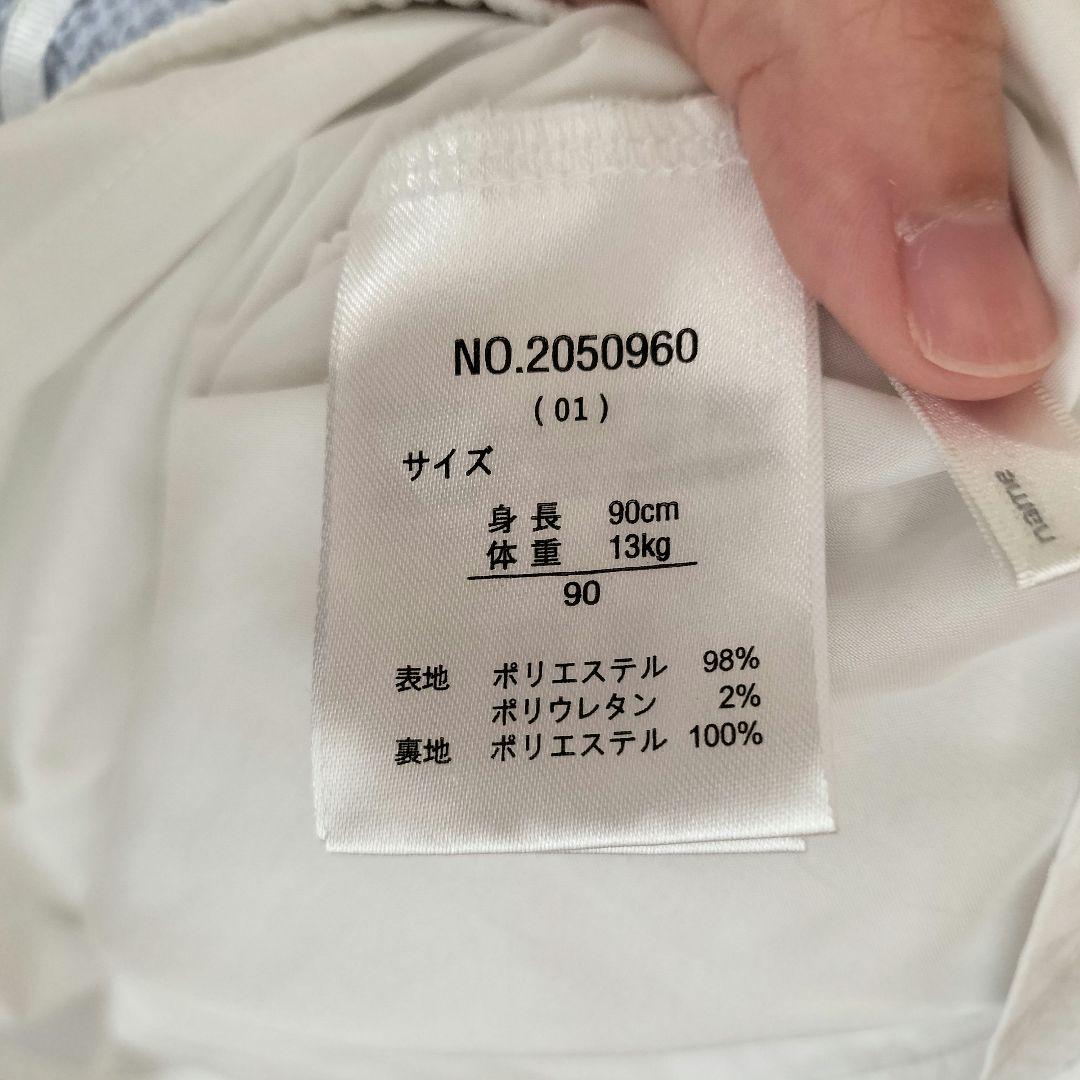 NO.2050960
(01)
サイズ
身長 90cm
体重 13kg
90
表地 ポリエステル 98%
ポリウレタン 2%
裏地 ポリエステル 100%
name